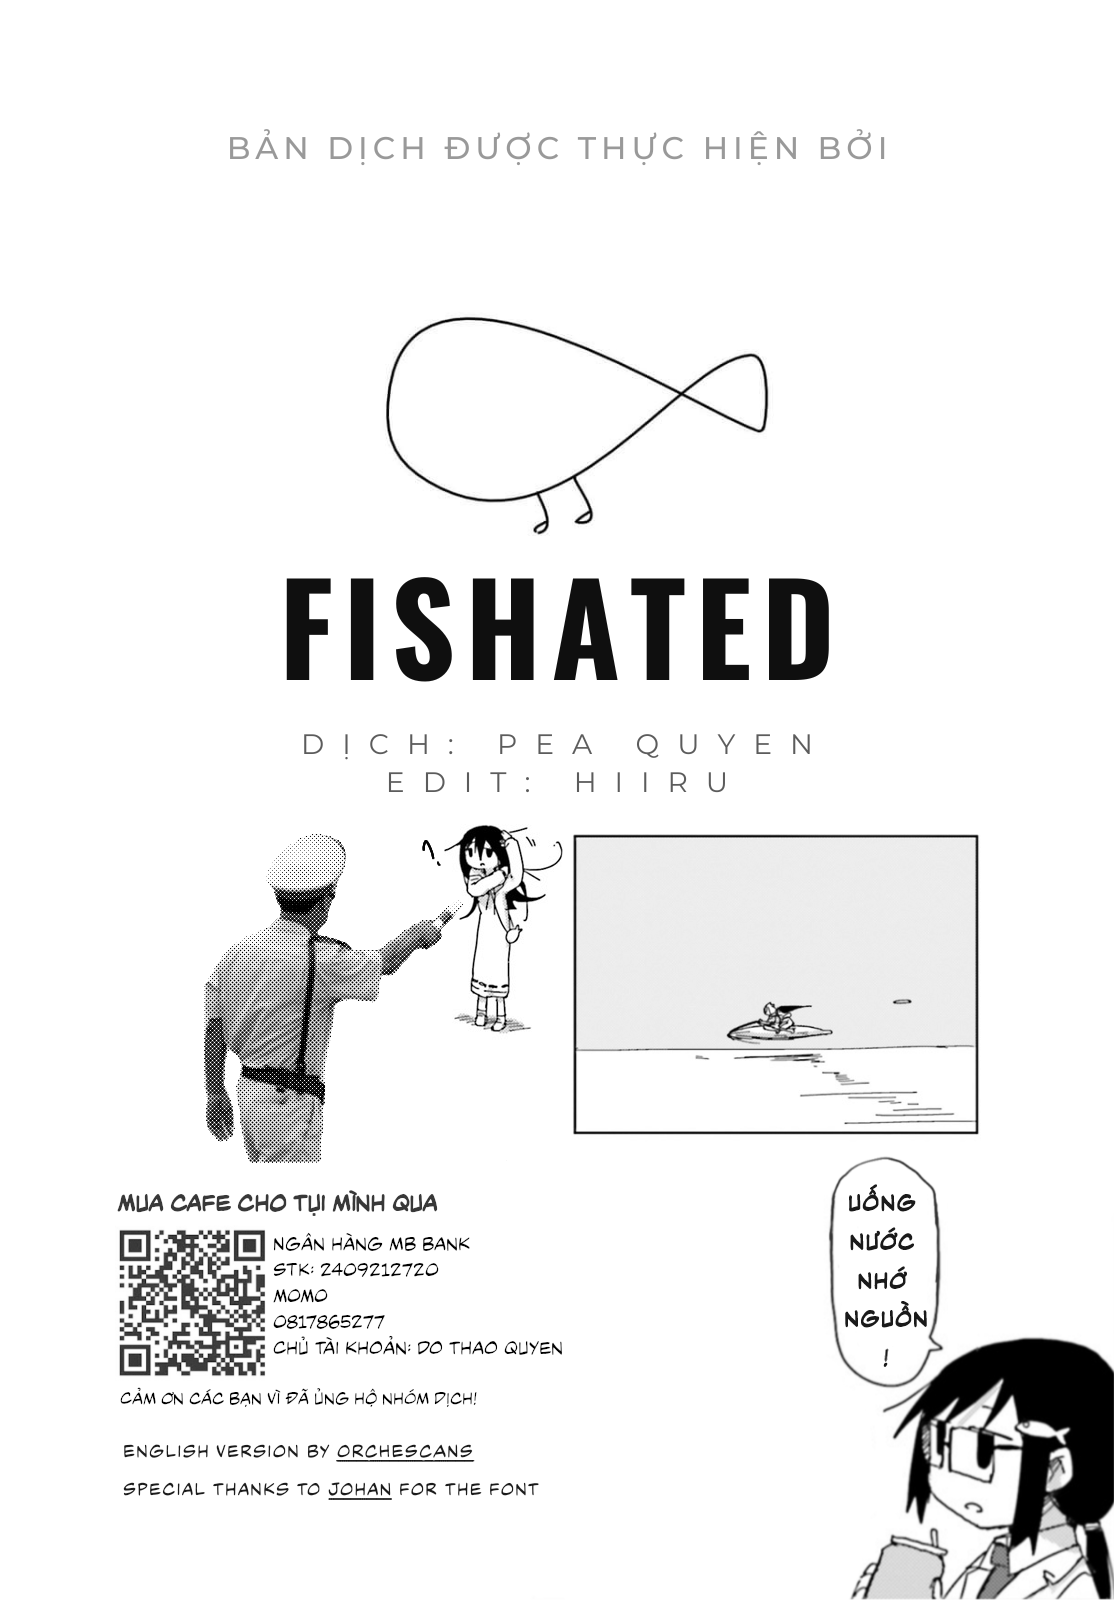 BẢN DỊCH ĐƯỢC THỰC HIỆN BỞI
FISHATED
DỊCH: PEA QUYEN
EDIT: HIIRU
?
MUA CAFE CHO TỤI MÌNH QUA
NGÂN HÀNG MB BANK
STK: 2409212720
MOMO
0817865277
CHỦ TÀI KHOẢN: DO THAO QUYEN
CẢM ƠN CÁC BẠN VÌ ĐÃ ỦNG HỘ NHÓM DỊCH!
ENGLISH VERSION BY ORCHESCANS
SPECIAL THANKS TO JOHAN FOR THE FONT
UỐNG
NƯỚC
NHỚ
NGUỒN
!